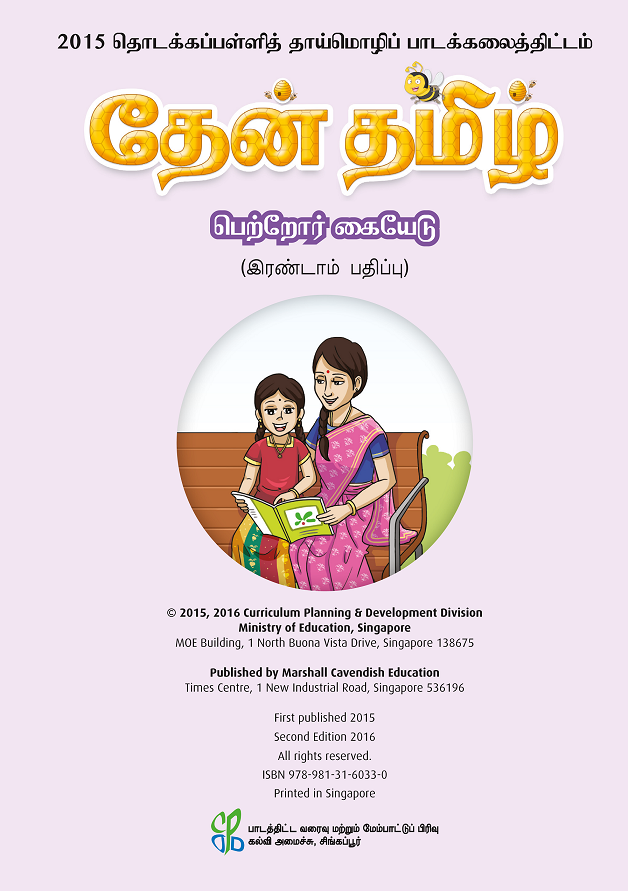 2015 தொடக்கப்பள்ளித் தாய்மொழிப் பாடக்கலைத்திட்டம்
தேன் தமிழ்
பெற்றோர் கையேடு
(இரண்டாம் பதிப்பு)
© 2015, 2016 Curriculum Planning & Development Division
Ministry of Education, Singapore
MOE Building, 1 North Buona Vista Drive, Singapore 138675
Published by Marshall Cavendish Education
Times Centre, 1 New Industrial Road, Singapore 536196
First published 2015
Second Edition 2016
All rights reserved.
ISBN 978-981-31-6033-0
Printed in Singapore
பாடத்திட்ட வரைவு மற்றும் மேம்பாட்டுப் பிரிவு
கல்வி அமைச்சு, சிங்கப்பூர்